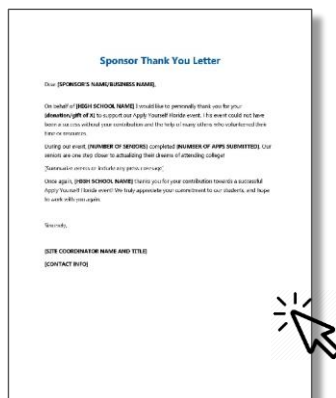 Sponsor Thank You Letter
Dear [SPONSOR'S NAME/BUSINESS NAME],
On behalf of [HIGH SCHOOL NAME] I would like to personally thank you for your
[donation/gift of X] to support our Apply Yourself Florida event. This event could not have
been a success without your contribution and the help of many others who volunteered their
time or resources.
During our event, [NUMBER OF SENIORS] completed [NUMBER OF APPS SUBMITTED]. Our
seniors are one step closer to actualizing their dreams of attending college!
[Summarize events or include any press coverage]
Once again, [HIGH SCHOOL NAME] thanks you for your contribution towards a successful
Apply Yourself Florida event! We truly appreciate your commitment to our students, and hope
to work with you again.
Sincerely,
[SITE COORDINATOR NAME AND TITLE]
[CONTACT INFO]